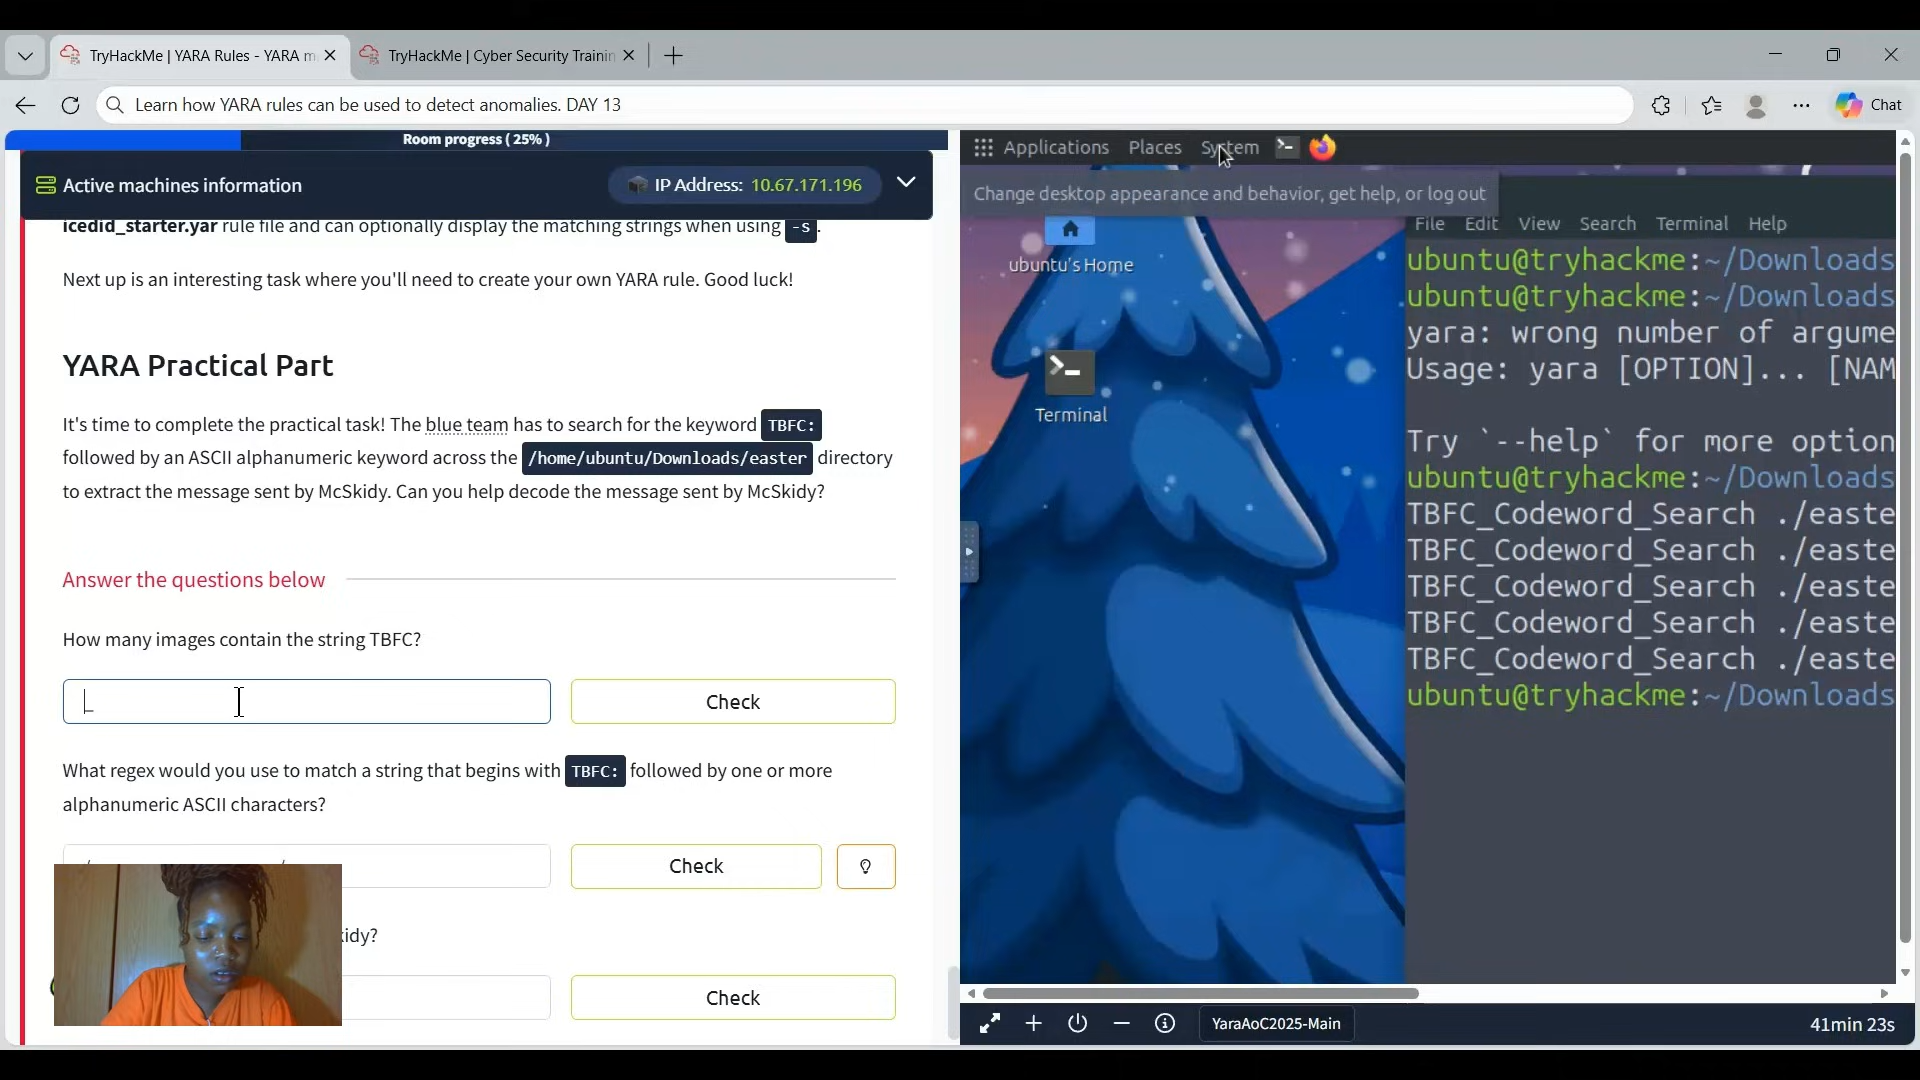 TryHackMe | YARA Rules - YARA m
TryHackMe | Cyber Security Trainin
Learn how YARA rules can be used to detect anomalies. DAY 13
Chat
Room progress ( 25% )
Active machines information
IP Address: 10.67.171.196
icedid_starter.yar rule file and can optionally display the matching strings when using -s.
Next up is an interesting task where you'll need to create your own YARA rule. Good luck!
YARA Practical Part
It's time to complete the practical task! The blue team has to search for the keyword TBFC:
followed by an ASCII alphanumeric keyword across the /home/ubuntu/Downloads/easter directory
to extract the message sent by McSkidy. Can you help decode the message sent by McSkidy?
Answer the questions below
How many images contain the string TBFC?
_
Check
What regex would you use to match a string that begins with TBFC: followed by one or more
alphanumeric ASCII characters?
Check
kidy?
Check
Applications Places System
Change desktop appearance and behavior, get help, or log out
ubuntu's Home
Terminal
File Edit View Search Terminal Help
ubuntu@tryhackme:~/Downloads
ubuntu@tryhackme:~/Downloads
yara: wrong number of argume
Usage: yara [OPTION]... [NAM
Try `--help` for more option
ubuntu@tryhackme:~/Downloads
TBFC_Codeword_Search ./easte
TBFC_Codeword_Search ./easte
TBFC_Codeword_Search ./easte
TBFC_Codeword_Search ./easte
TBFC_Codeword_Search ./easte
ubuntu@tryhackme:~/Downloads
YaraAoC2025-Main
41min 23s